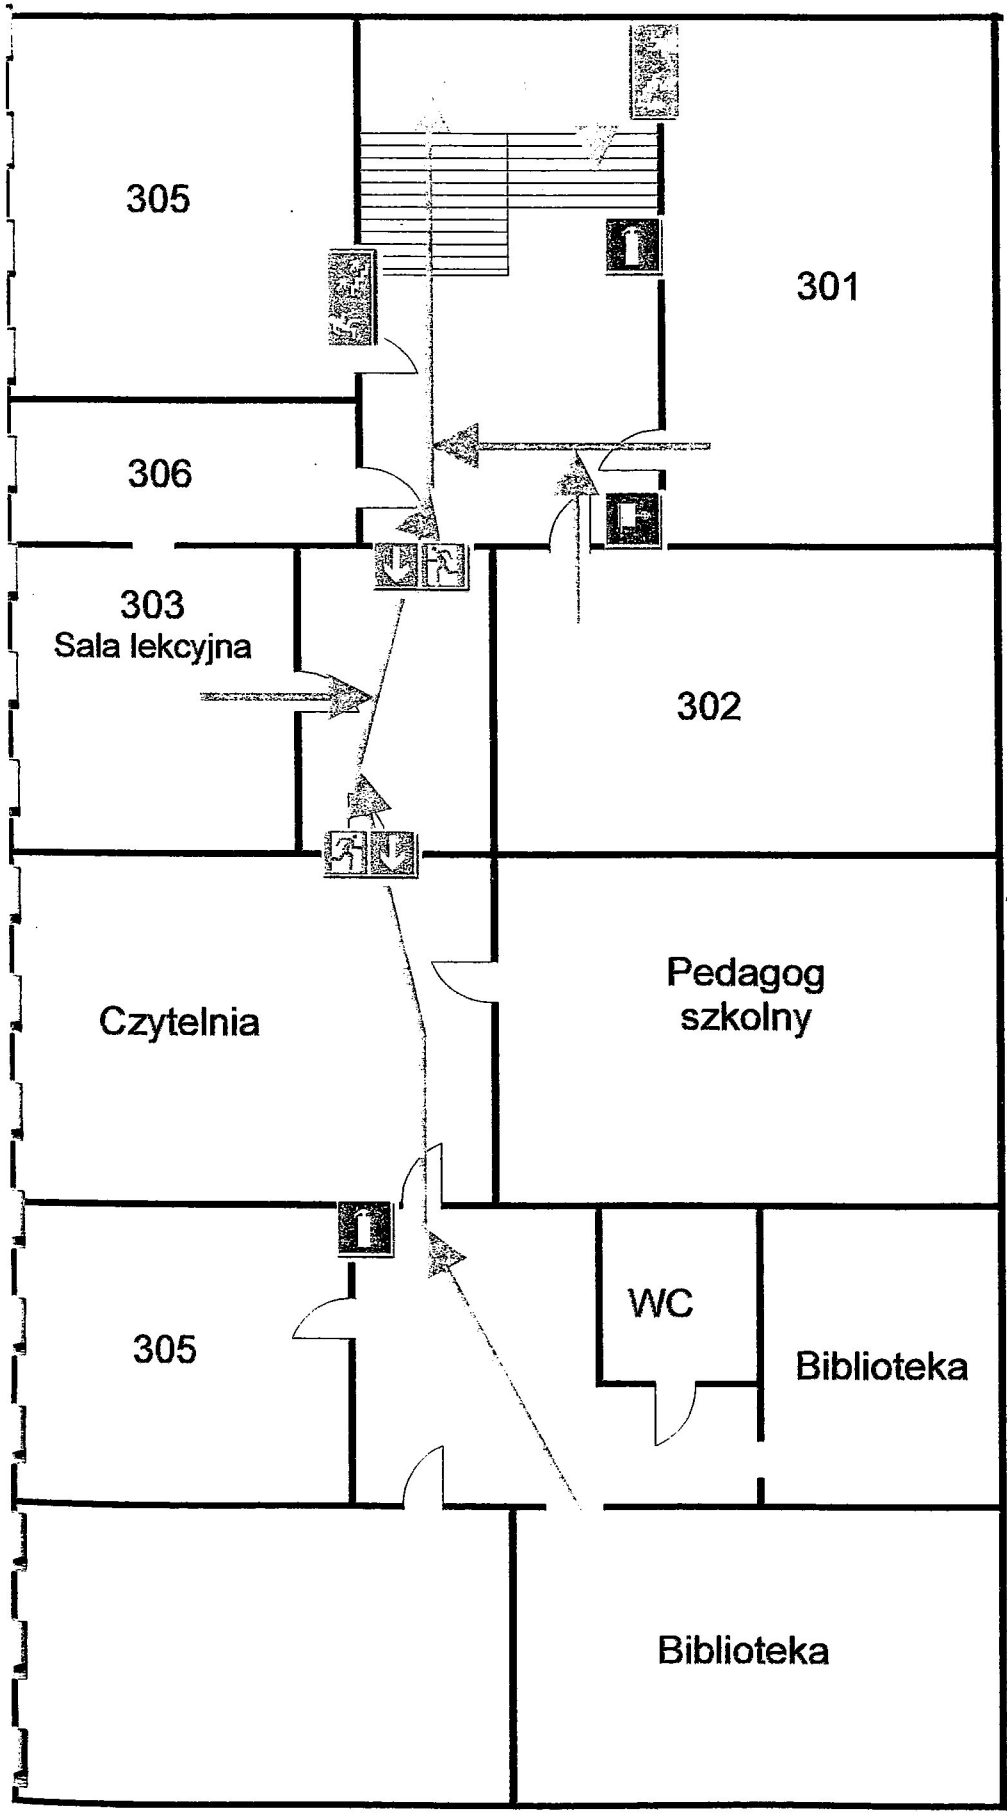 305
301
306
303
Sala lekcyjna
302
Pedagog
szkolny
Czytelnia
WC
305
Biblioteka
Biblioteka